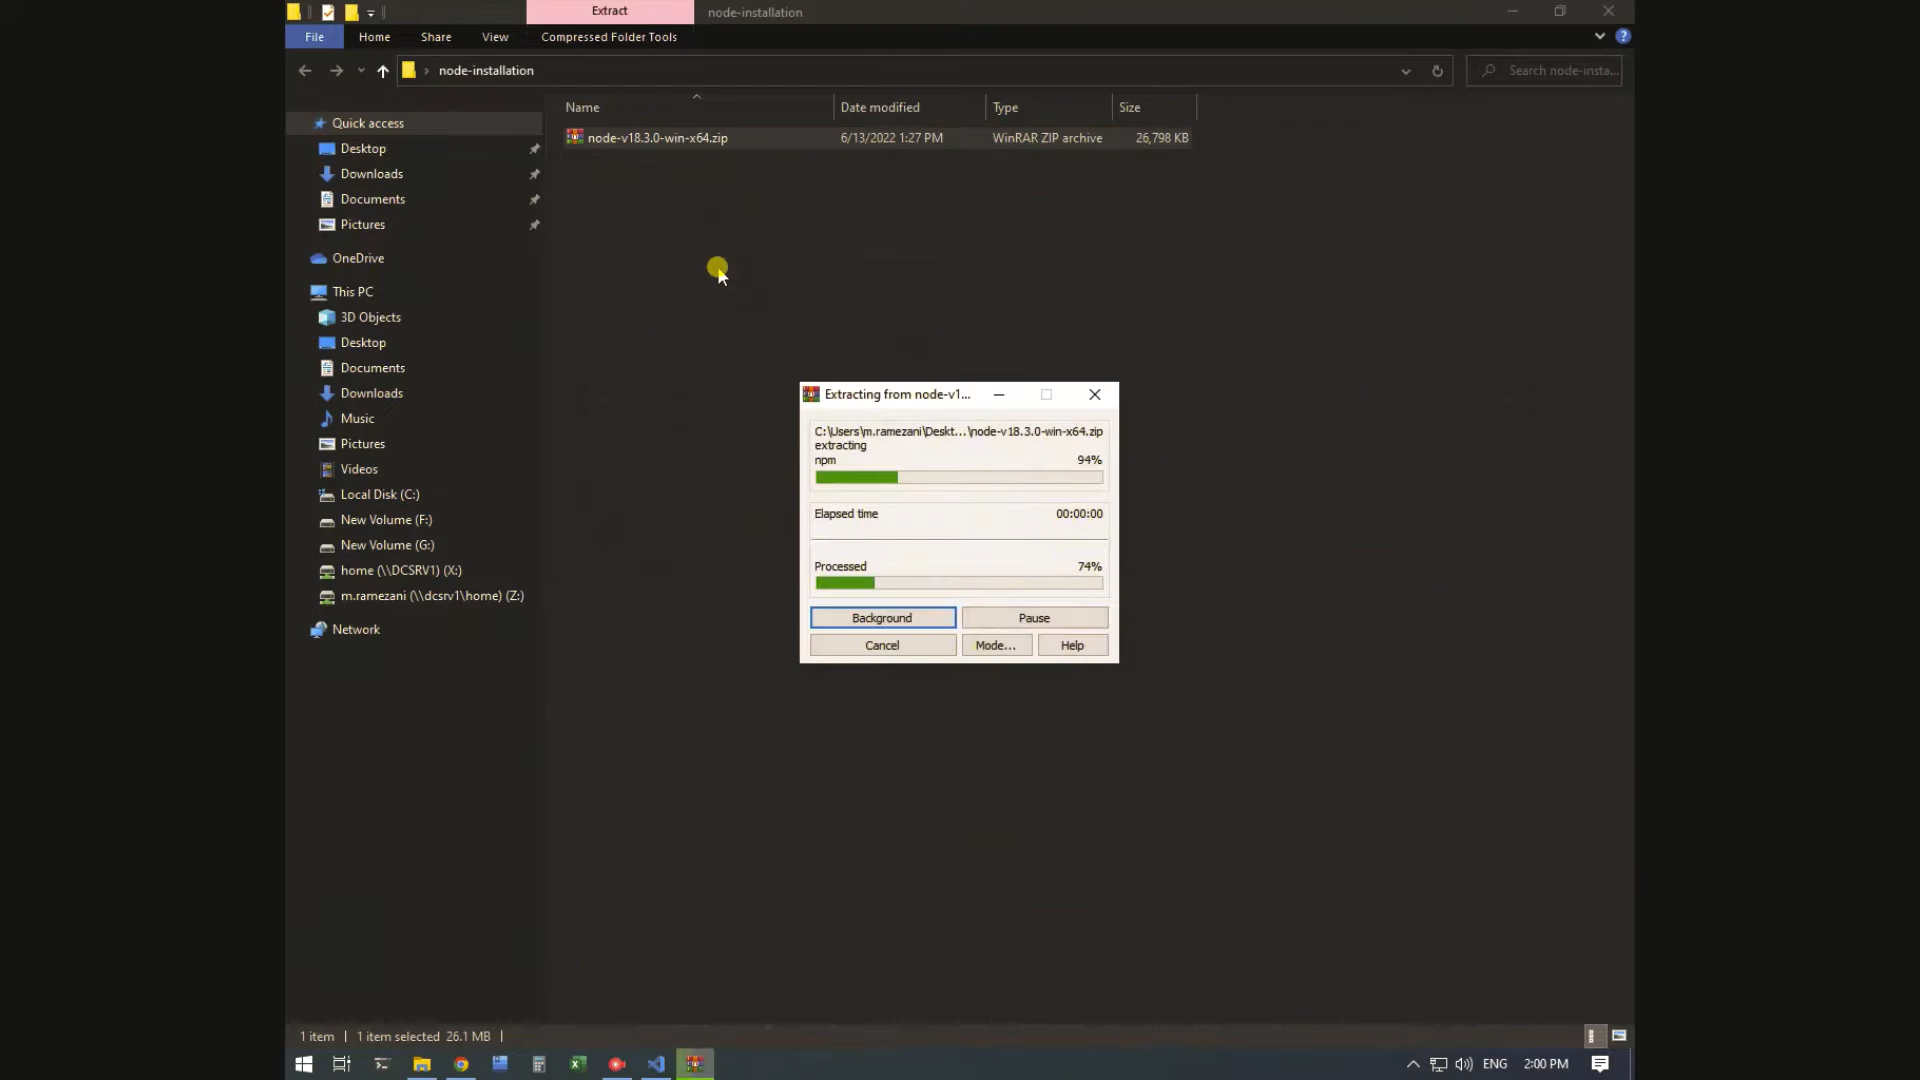 Extract
node-installation
File
Home
Share
View
Compressed Folder Tools
node-installation
Search node-insta...
Name
Date modified
Type
Size
node-v18.3.0-win-x64.zip
6/13/2022 1:27 PM
WinRAR ZIP archive
26,798 KB
Quick access
Desktop
Downloads
Documents
Pictures
OneDrive
This PC
3D Objects
Desktop
Documents
Downloads
Music
Pictures
Videos
Local Disk (C:)
New Volume (F:)
New Volume (G:)
home (\\DCSRV1) (X:)
m.ramezani (\\dcsrv1\home) (Z:)
Network
Extracting from node-v1...
C:\Users\m.ramezani\Deskt...\node-v18.3.0-win-x64.zip
extracting
npm 94%
Elapsed time 00:00:00
Processed 74%
Background
Pause
Cancel
Mode...
Help
1 item
1 item selected 26.1 MB
ENG
2:00 PM